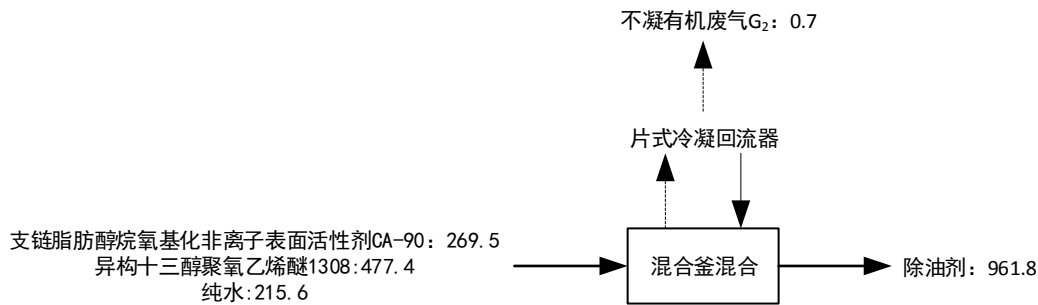 不凝有机废气G₂：0.7
片式冷凝回流器
支链脂肪醇烷氧基化非离子表面活性剂CA-90：269.5
异构十三醇聚氧乙烯醚1308:477.4
纯水:215.6
混合釜混合
除油剂：961.8